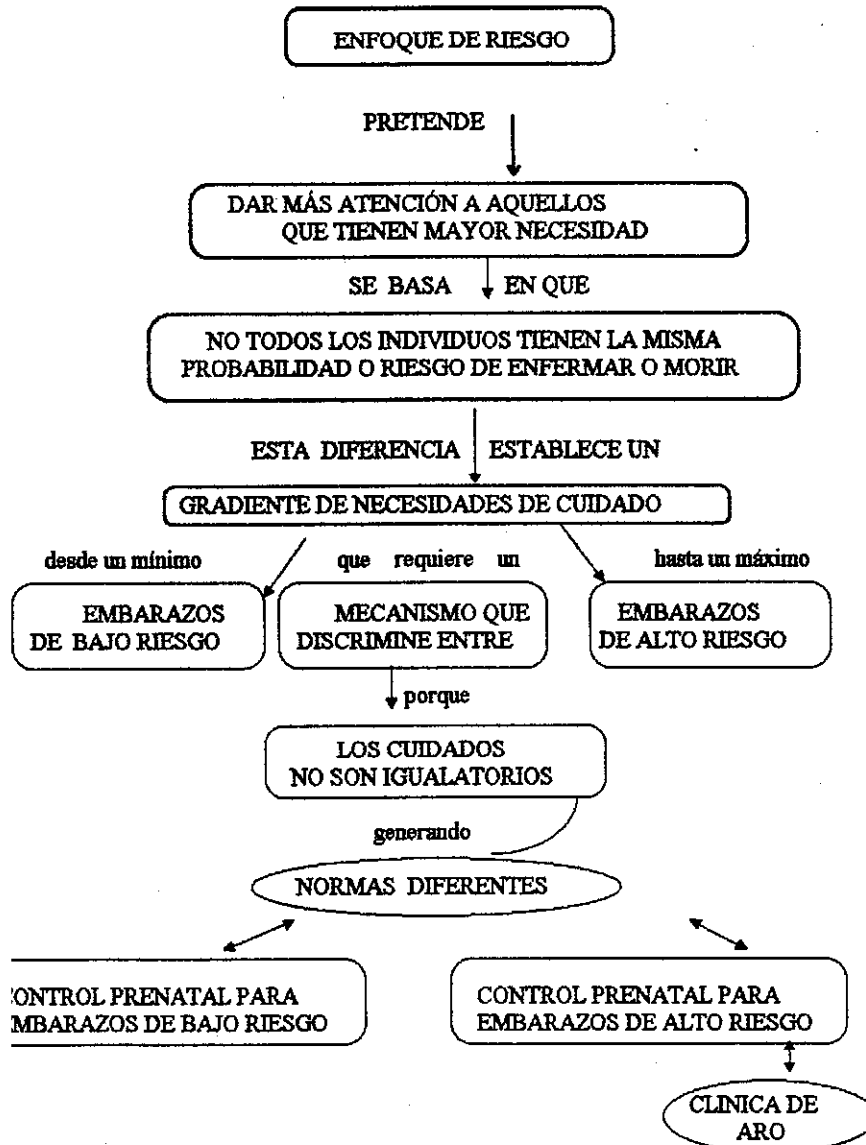 ENFOQUE DE RIESGO
PRETENDE
DAR MÁS ATENCIÓN A AQUELLOS
QUE TIENEN MAYOR NECESIDAD
SE BASA EN QUE
NO TODOS LOS INDIVIDUOS TIENEN LA MISMA
PROBABILIDAD O RIESGO DE ENFERMAR O MORIR
ESTA DIFERENCIA ESTABLECE UN
GRADIENTE DE NECESIDADES DE CUIDADO
desde un mínimo
que requiere un
hasta un máximo
EMBARAZOS
DE BAJO RIESGO
MECANISMO QUE
DISCRIMINE ENTRE
EMBARAZOS
DE ALTO RIESGO
porque
LOS CUIDADOS
NO SON IGUALATORIOS
generando
NORMAS DIFERENTES
CONTROL PRENATAL PARA
EMBARAZOS DE BAJO RIESGO
CONTROL PRENATAL PARA
EMBARAZOS DE ALTO RIESGO
CLINICA DE
ARO